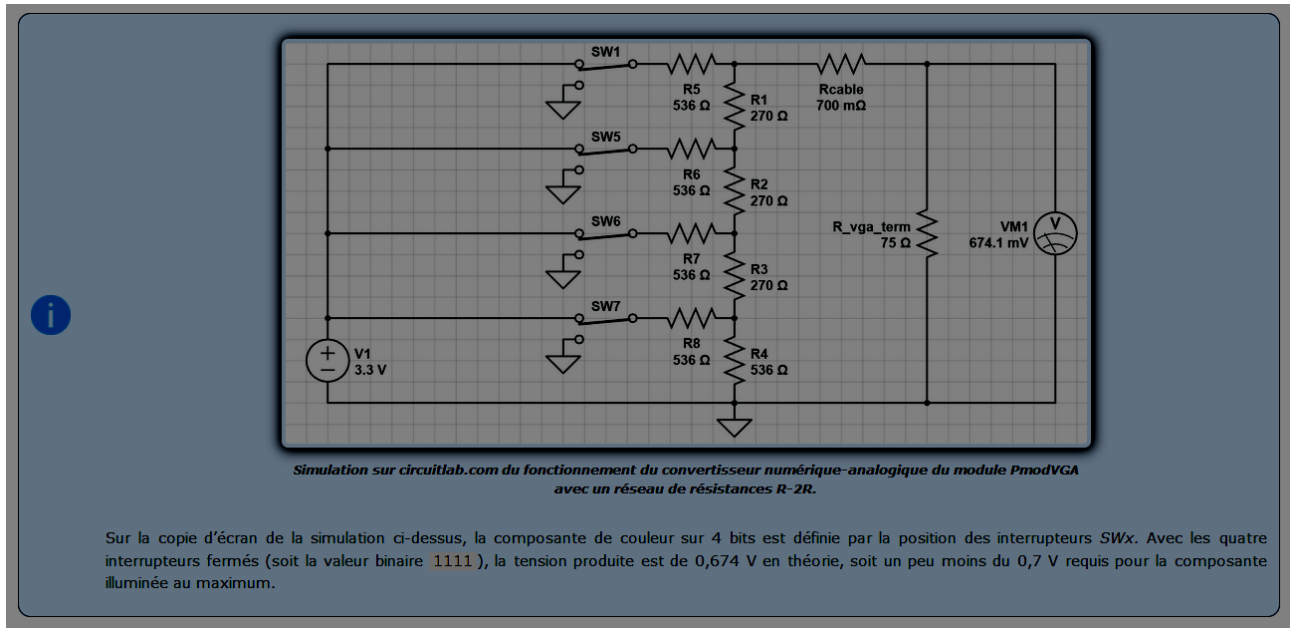 SW1
R5
536 Ω
R1
270 Ω
Rcable
700 mΩ
SW5
R6
536 Ω
R2
270 Ω
SW6
R7
536 Ω
R3
270 Ω
R_vga_term
75 Ω
VM1
674.1 mV
V
SW7
R8
536 Ω
R4
536 Ω
V1
3.3 V
i
Simulation sur circuitlab.com du fonctionnement du convertisseur numérique-analogique du module PmodVGA
avec un réseau de résistances R-2R.
Sur la copie d’écran de la simulation ci-dessus, la composante de couleur sur 4 bits est définie par la position des interrupteurs SWx. Avec les quatre
interrupteurs fermés (soit la valeur binaire 1111 ), la tension produite est de 0,674 V en théorie, soit un peu moins du 0,7 V requis pour la composante
illuminée au maximum.